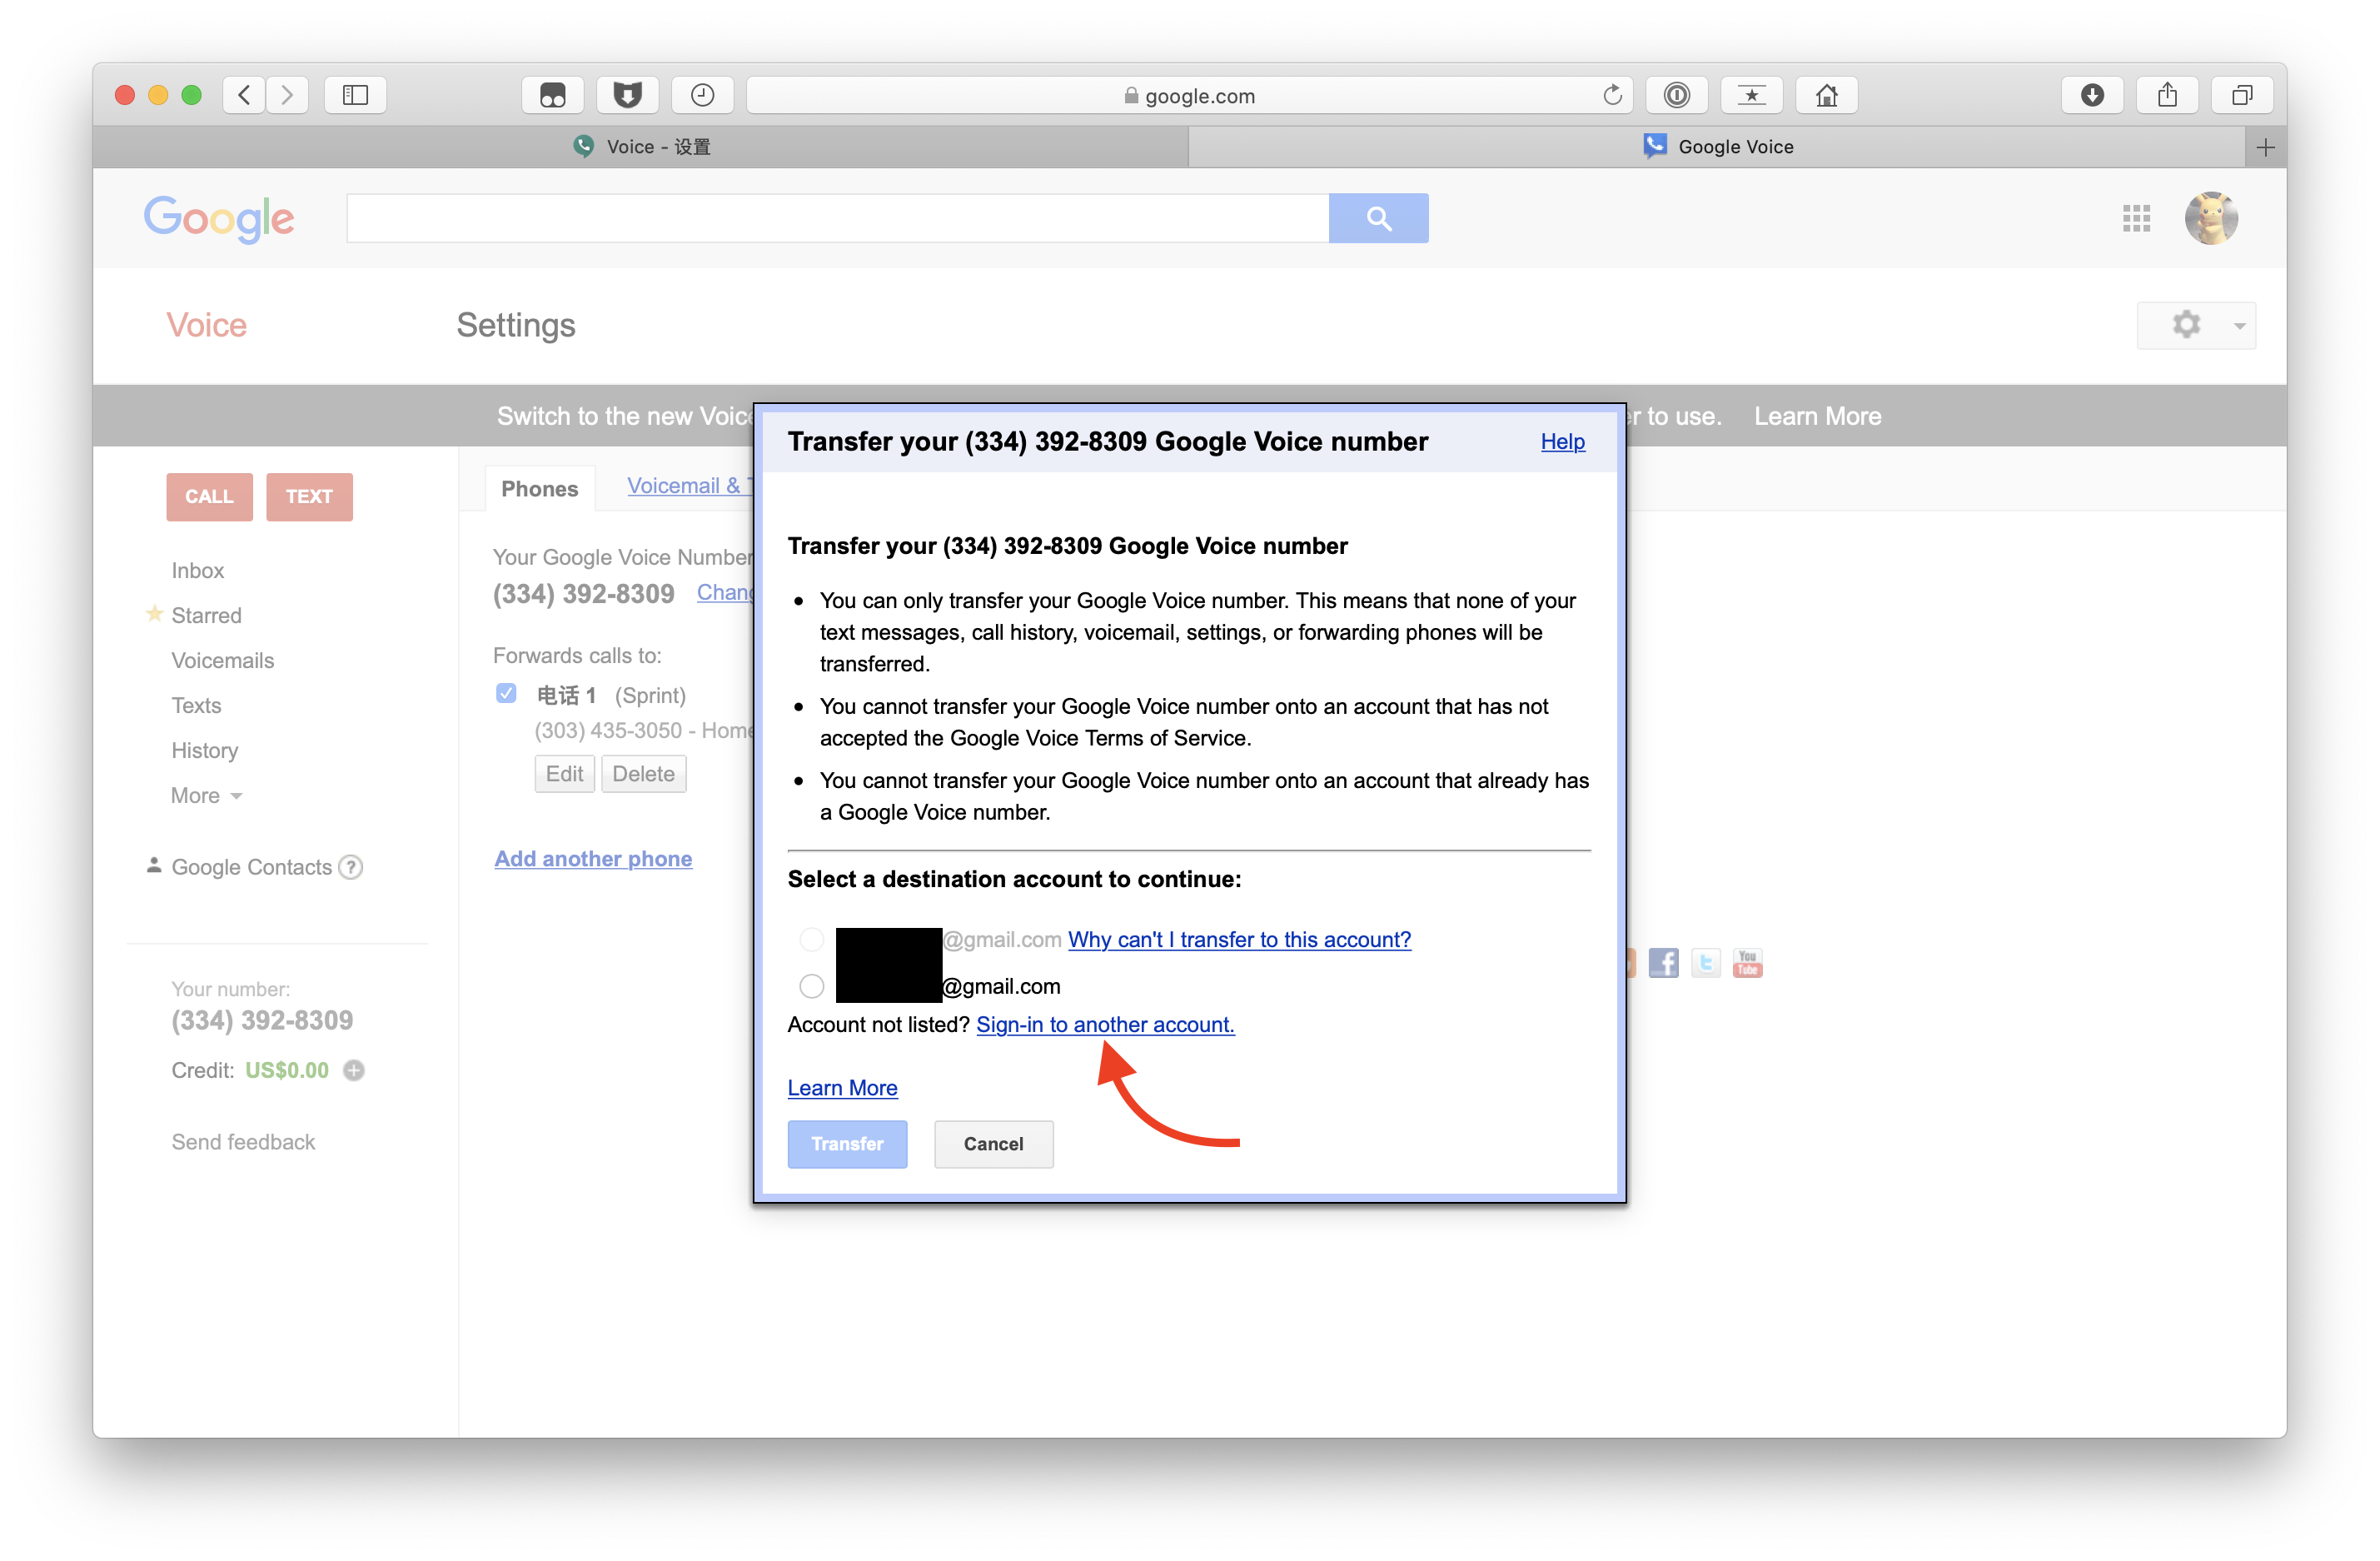 google.com
Voice - 设置
Google Voice
Google
Voice
Settings
Switch to the new Voice
r to use. Learn More
CALL
TEXT
Inbox
Starred
Voicemails
Texts
History
More
Google Contacts ?
Your number:
(334) 392-8309
Credit: US$0.00
Send feedback
Phones
Voicemail &
Your Google Voice Number
(334) 392-8309
Forwards calls to:
电话 1 (Sprint)
(303) 435-3050 - Home
Edit
Delete
Add another phone
Transfer your (334) 392-8309 Google Voice number
Help
Transfer your (334) 392-8309 Google Voice number
• You can only transfer your Google Voice number. This means that none of your
text messages, call history, voicemail, settings, or forwarding phones will be
transferred.
• You cannot transfer your Google Voice number onto an account that has not
accepted the Google Voice Terms of Service.
• You cannot transfer your Google Voice number onto an account that already has
a Google Voice number.
Select a destination account to continue:
@gmail.com Why can't I transfer to this account?
@gmail.com
Account not listed? Sign-in to another account.
Learn More
Transfer
Cancel
You
Tube